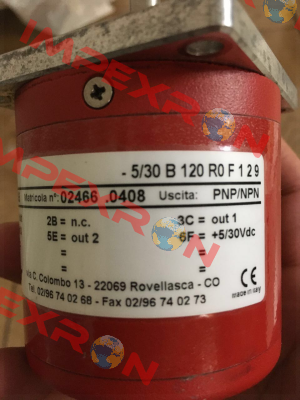 - 5/30 B 120 R0 F 1 2 9
Matricola n°: 02466 .0408 Uscita: PNP/NPN
2B = n.c. 3C = out 1
5E = out 2 6F = +5/30Vdc
= =
= =
via C. Colombo 13 - 22069 Rovellasca - CO
Tel. 02/96 74 02 68 - Fax 02/96 74 02 73
CE
made in Italy
IMPEXRON